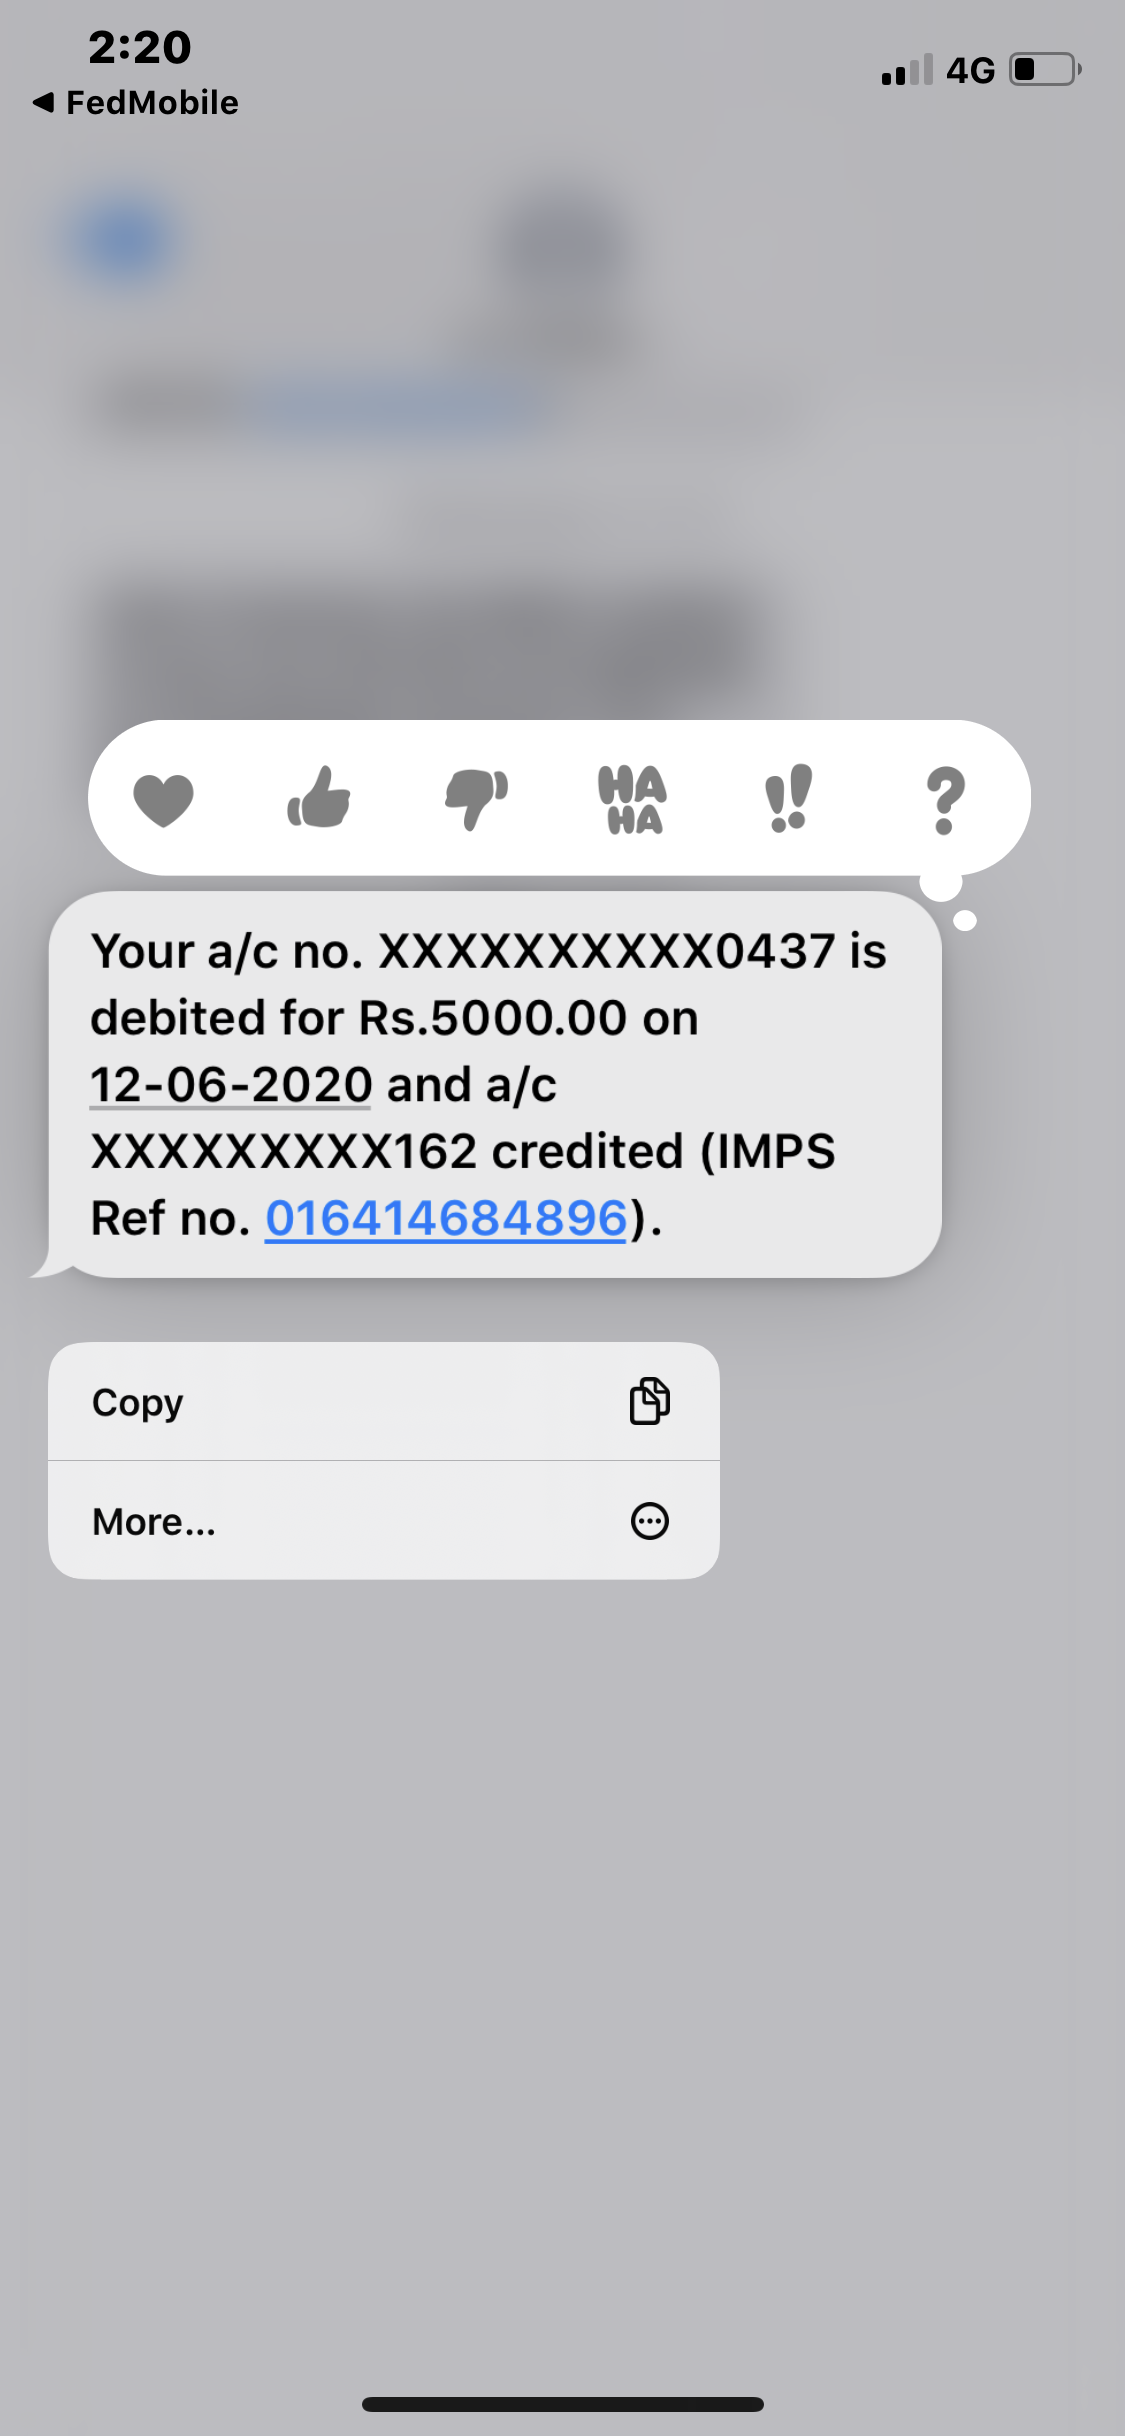 2:20
4G
FedMobile
HA
HA
!!
?
Your a/c no. XXXXXXXXXX0437 is
debited for Rs.5000.00 on
12-06-2020 and a/c
XXXXXXXXX162 credited (IMPS
Ref no. 016414684896).
Copy
More...